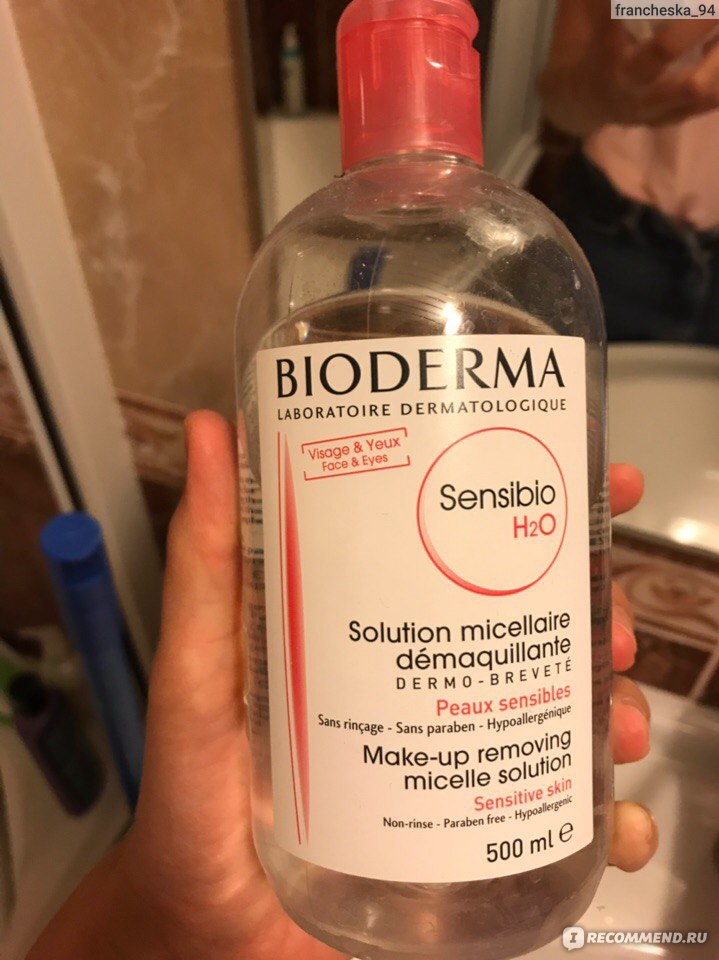 francheska_94
BIODERMA
LABORATOIRE DERMATOLOGIQUE
Visage & Yeux
Face & Eyes
Sensibio
H2O
Solution micellaire
démaquillante
DERMO-BREVETÉ
Peaux sensibles
Sans rinçage - Sans paraben - Hypoallergénique
Make-up removing
micelle solution
Sensitive skin
Non-rinse - Paraben free - Hypoallergenic
500 ml e
IRECOMMEND.RU